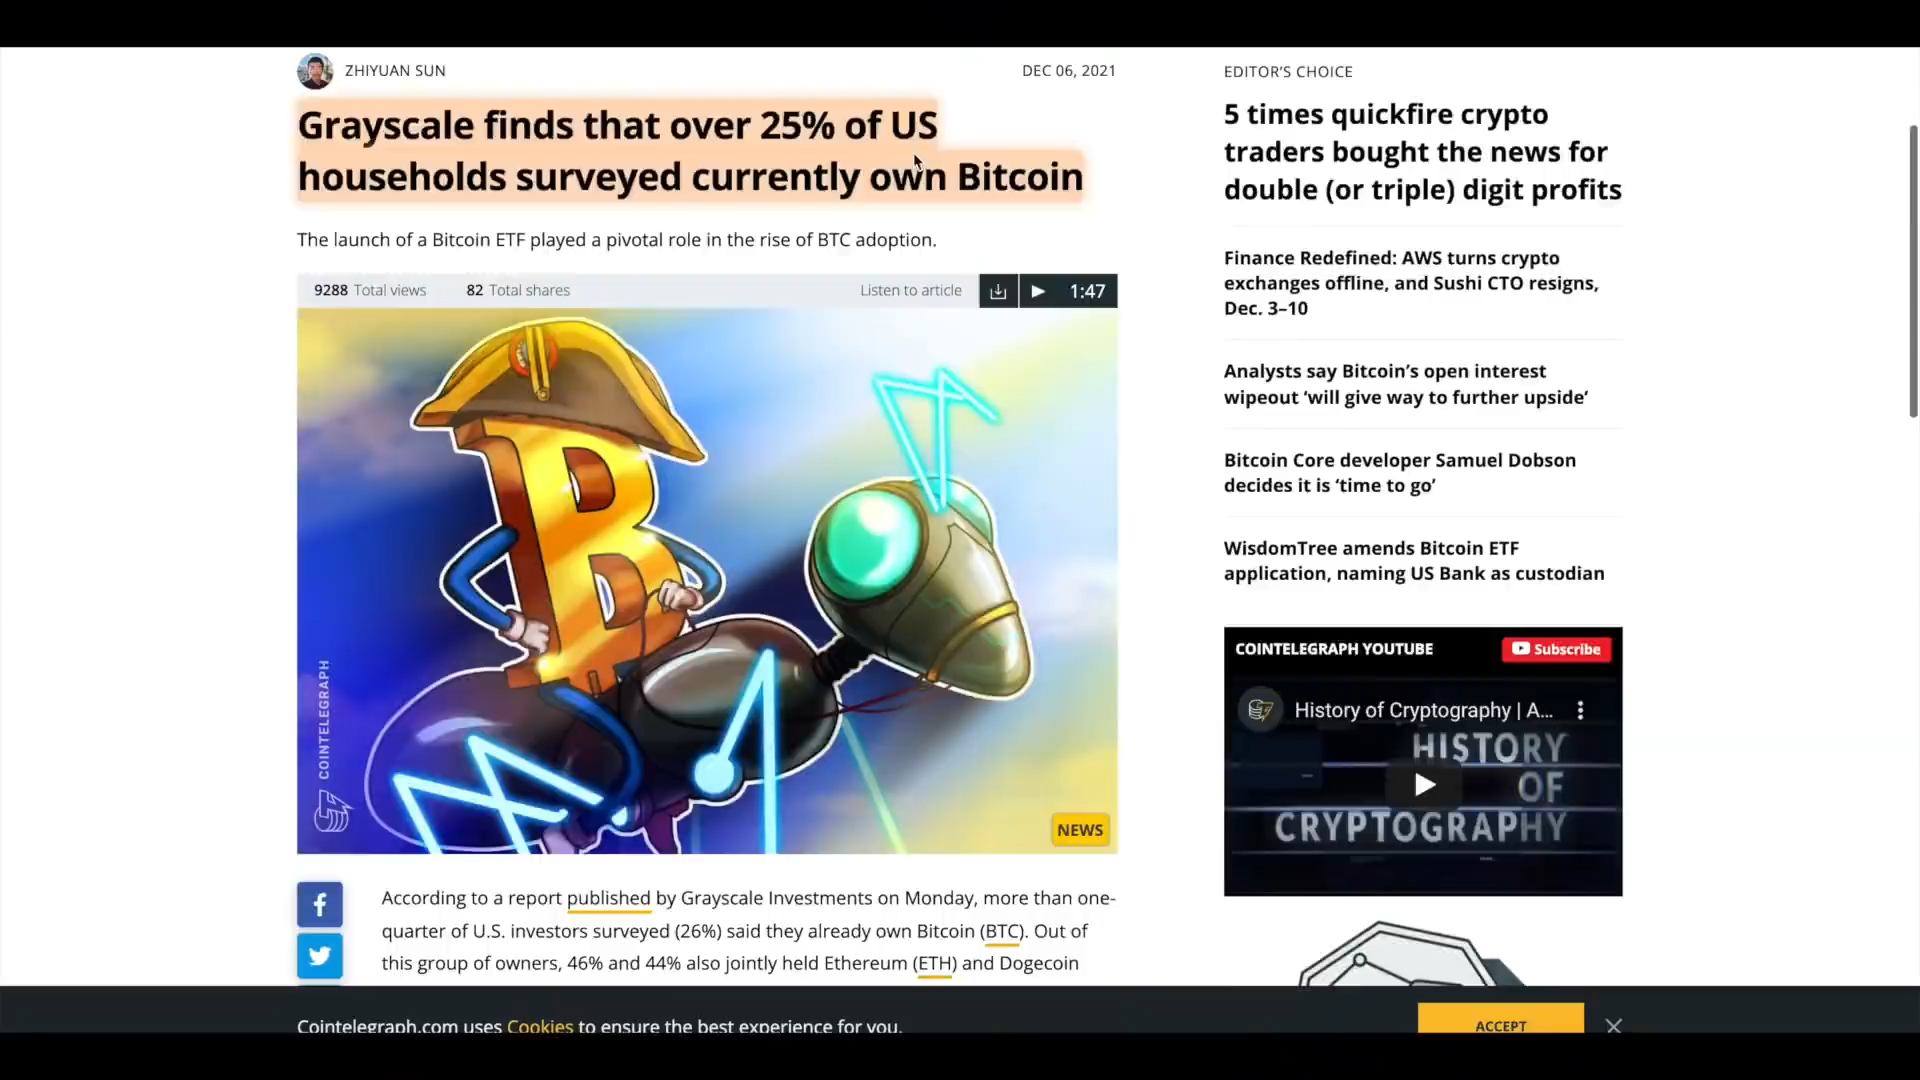 ZHIYUAN SUN
DEC 06, 2021
Grayscale finds that over 25% of US
households surveyed currently own Bitcoin
The launch of a Bitcoin ETF played a pivotal role in the rise of BTC adoption.
9288 Total views
82 Total shares
Listen to article
1:47
COINTELEGRAPH
NEWS
According to a report published by Grayscale Investments on Monday, more than one-
quarter of U.S. investors surveyed (26%) said they already own Bitcoin (BTC). Out of
this group of owners, 46% and 44% also jointly held Ethereum (ETH) and Dogecoin
EDITOR'S CHOICE
5 times quickfire crypto
traders bought the news for
double (or triple) digit profits
Finance Redefined: AWS turns crypto
exchanges offline, and Sushi CTO resigns,
Dec. 3–10
Analysts say Bitcoin's open interest
wipeout ‘will give way to further upside’
Bitcoin Core developer Samuel Dobson
decides it is ‘time to go’
WisdomTree amends Bitcoin ETF
application, naming US Bank as custodian
COINTELEGRAPH YOUTUBE
Subscribe
History of Cryptography | A...
HISTORY
OF
CRYPTOGRAPHY
Cointelegraph.com uses Cookies to ensure the best experience for you.
ACCEPT